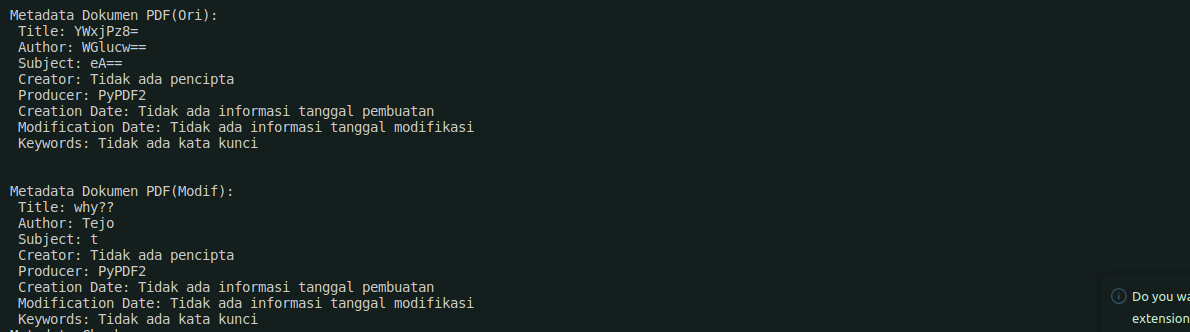 Metadata Dokumen PDF(Ori):
Title: YWxjPz8=
Author: WGlucw==
Subject: eA==
Creator: Tidak ada pencipta
Producer: PyPDF2
Creation Date: Tidak ada informasi tanggal pembuatan
Modification Date: Tidak ada informasi tanggal modifikasi
Keywords: Tidak ada kata kunci
Metadata Dokumen PDF(Modif):
Title: why??
Author: Tejo
Subject: t
Creator: Tidak ada pencipta
Producer: PyPDF2
Creation Date: Tidak ada informasi tanggal pembuatan
Modification Date: Tidak ada informasi tanggal modifikasi
Keywords: Tidak ada kata kunci
Do you wa
extension